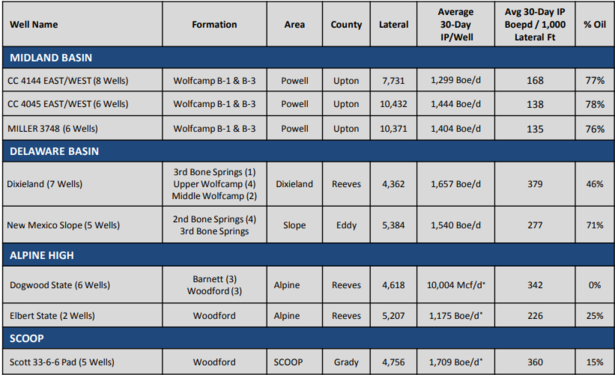 Well Name Formation Area County Lateral Average 30-Day IP/Well Avg 30-Day IP Boepd / 1,000 Lateral Ft % Oil
MIDLAND BASIN
CC 4144 EAST/WEST (8 Wells) Wolfcamp B-1 & B-3 Powell Upton 7,731 1,299 Boe/d 168 77%
CC 4045 EAST/WEST (6 Wells) Wolfcamp B-1 & B-3 Powell Upton 10,432 1,444 Boe/d 138 78%
MILLER 3748 (6 Wells) Wolfcamp B-1 & B-3 Powell Upton 10,371 1,404 Boe/d 135 76%
DELAWARE BASIN
3rd Bone Springs (1)
Dixieland (7 Wells) Upper Wolfcamp (4) Dixieland Reeves 4,362 1,657 Boe/d 379 46%
Middle Wolfcamp (2)
2nd Bone Springs (4)
New Mexico Slope (5 Wells) Slope Eddy 5,384 1,540 Boe/d 277 71%
3rd Bone Springs
ALPINE HIGH
Barnett (3)
Dogwood State (6 Wells) Alpine Reeves 4,618 10,004 Mcf/d* 342 0%
Woodford (3)
Elbert State (2 Wells) Woodford Alpine Reeves 5,207 1,175 Boe/d* 226 25%
SCOOP
Scott 33-6-6 Pad (5 Wells) Woodford SCOOP Grady 4,756 1,709 Boe/d* 360 15%